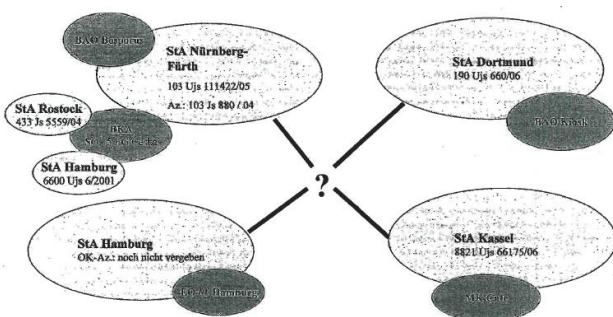 BAO Bosporus
StA Nürnberg-
Fürth
103 Ujs 111422/05
Az.: 103 Js 880 / 04
StA Rostock
433 Js 5559/04
BKA
StA Hamburg
6600 Ujs 6/2001
StA Dortmund
190 Ujs 660/06
BAO Kiosk
?
StA Hamburg
OK-Az.: noch nicht vergeben
Hamburg
StA Kassel
8821 Ujs 66175/06
MK Café